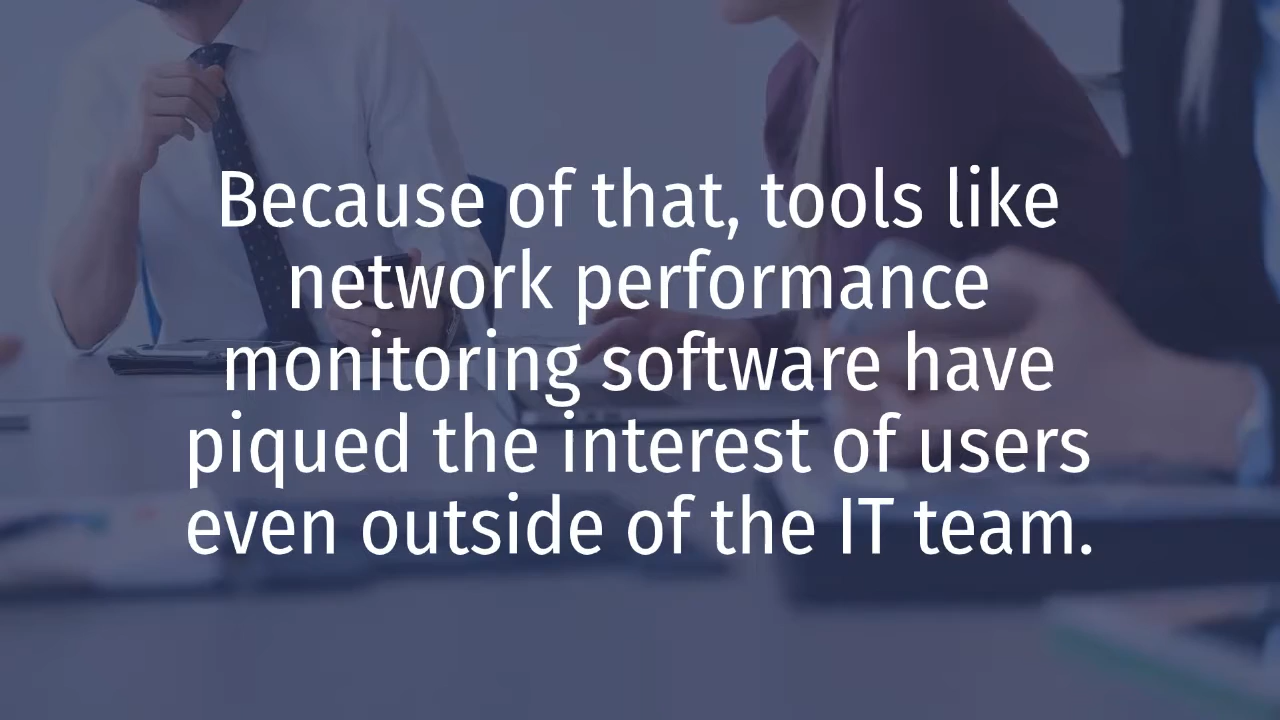 Because of that, tools like
network performance
monitoring software have
piqued the interest of users
even outside of the IT team.